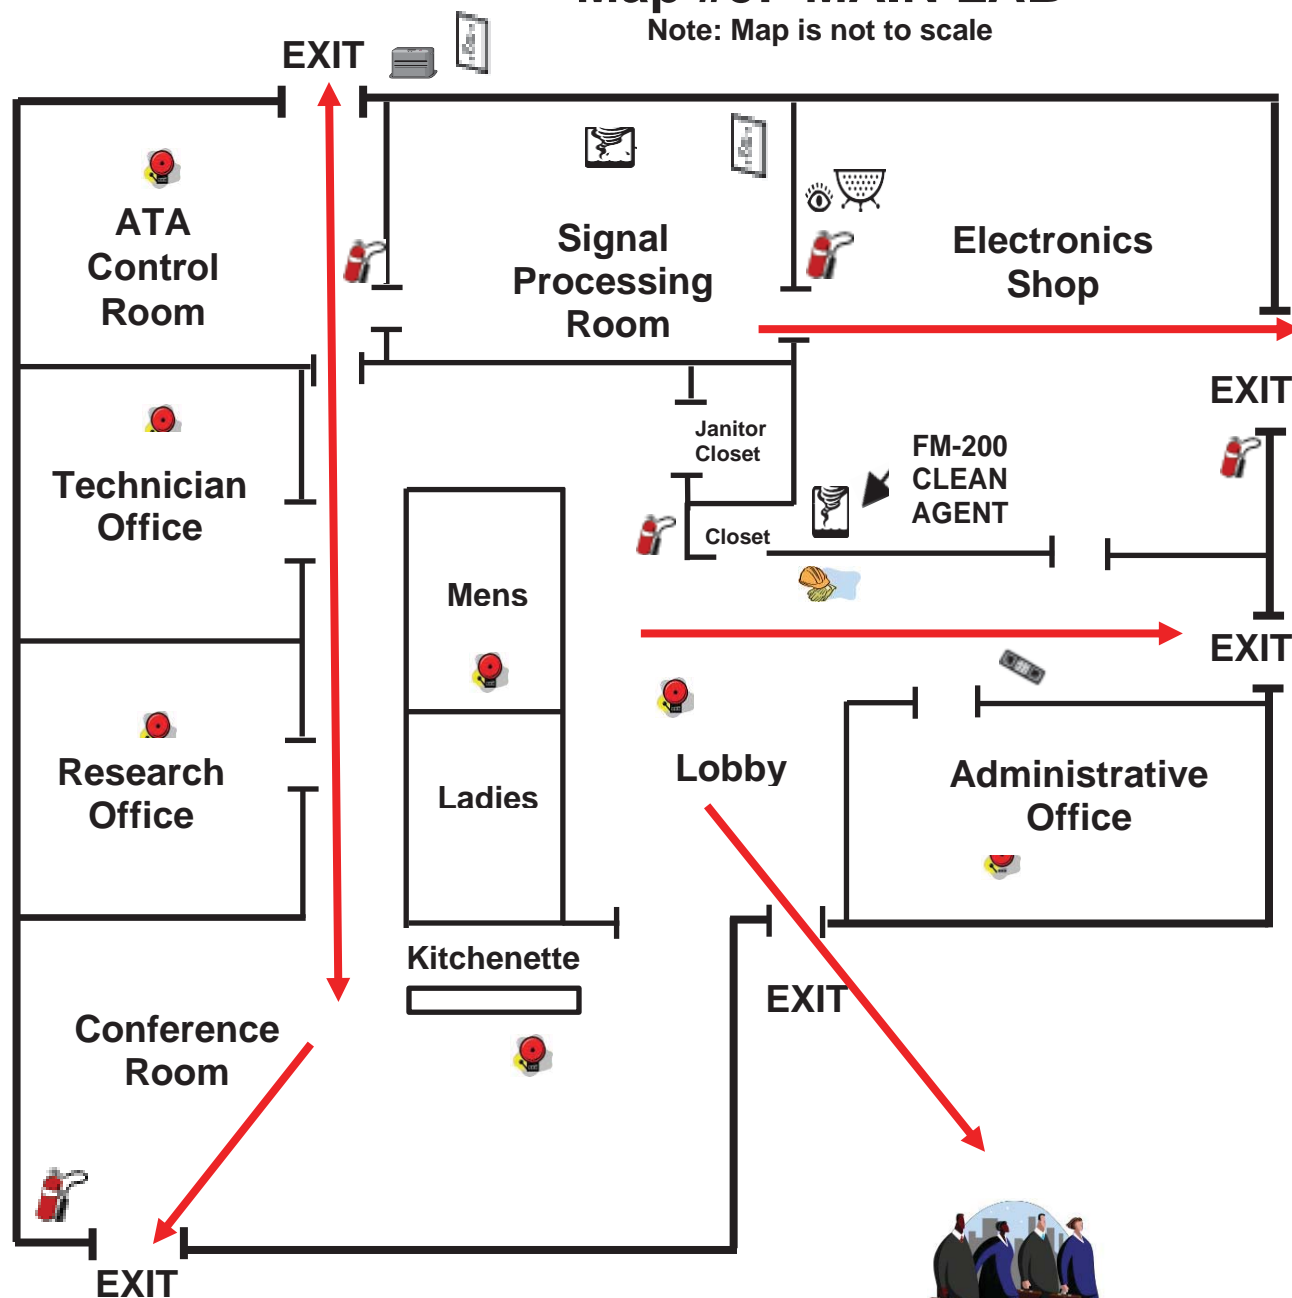 Note: Map is not to scale
EXIT
ATA
Control
Room
Signal
Processing
Room
Electronics
Shop
EXIT
Janitor
Closet
FM-200
CLEAN
AGENT
Technician
Office
Closet
Mens
EXIT
Research
Office
Ladies
Lobby
Administrative
Office
Kitchenette
EXIT
Conference
Room
EXIT